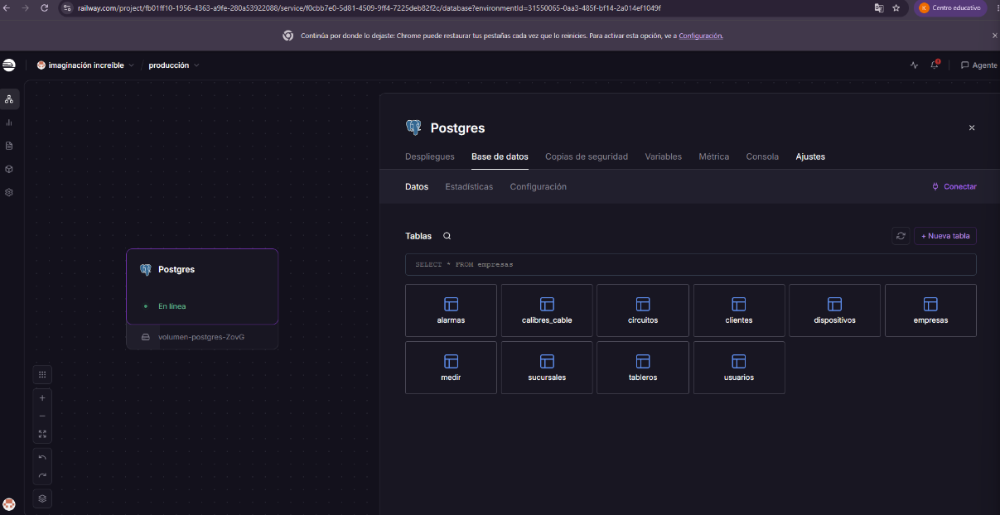 railway.com/project/fb01ff10-1956-4363-a9fe-280a53922088/service/f0cbb7e0-5d81-4509-9ff4-7225deb82f2c/database?environmentId=31550065-0aa3-485f-bf14-2a014ef1049f
K Centro educativo
Continúa por donde lo dejaste: Chrome puede restaurar tus pestañas cada vez que lo reinicies. Para activar esta opción, ve a Configuración.
imaginación increíble / producción
Agente
Postgres
Despliegues Base de datos Copias de seguridad Variables Métrica Consola Ajustes
Datos Estadísticas Configuración Conectar
Tablas
+ Nueva tabla
SELECT * FROM empresas
alarmas calibres_cable circuitos clientes dispositivos empresas
medir sucursales tableros usuarios
Postgres
En línea
volumen-postgres-ZovG